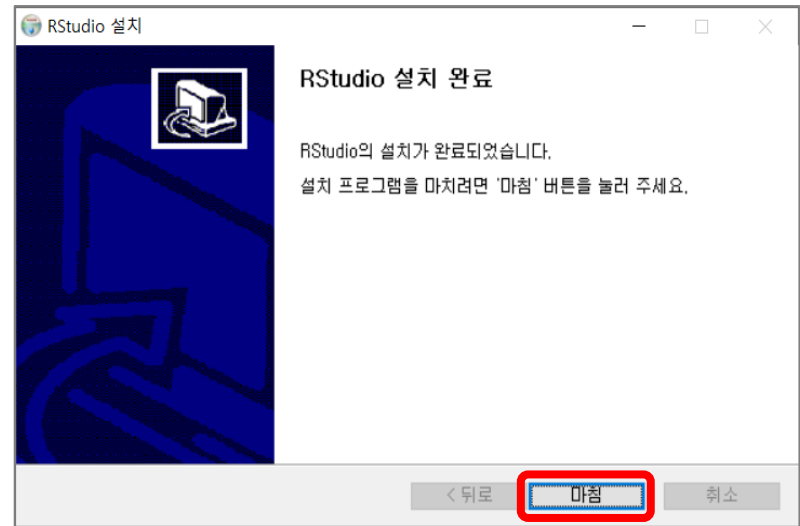 RStudio 설치
RStudio 설치 완료
RStudio의 설치가 완료되었습니다.
설치 프로그램을 마치려면 '마침' 버튼을 눌러 주세요.
< 뒤로 마침 취소